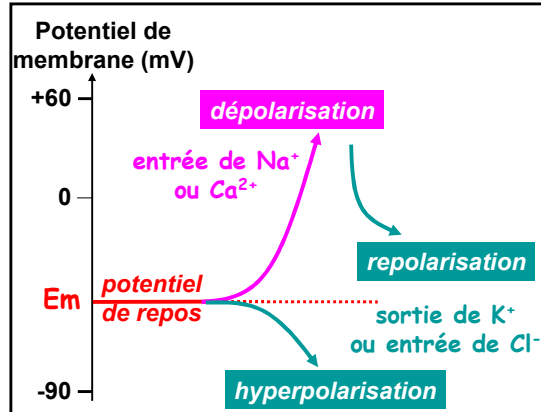 Potentiel de
membrane (mV)
+60
dépolarisation
entrée de Na⁺
ou Ca²⁺
0
repolarisation
potentiel
Em
de repos
sortie de K⁺
ou entrée de Cl⁻
-90
hyperpolarisation